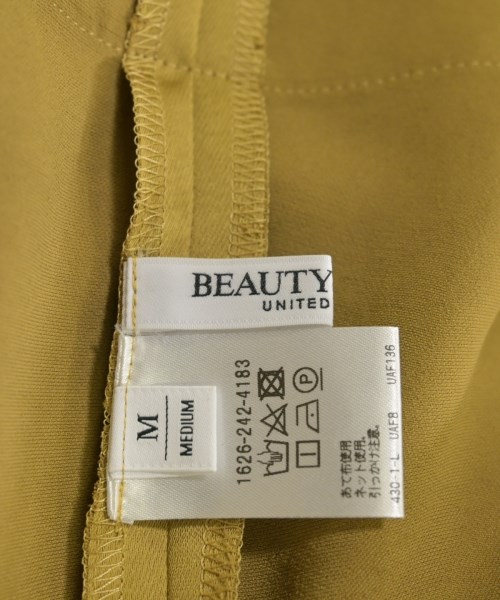 BEAUTY
UNITED
M
MEDIUM
1626-242-4183
P
あて布使用
ネット使用。
引っかけ注意。
430-1-L UAF8 UAF136